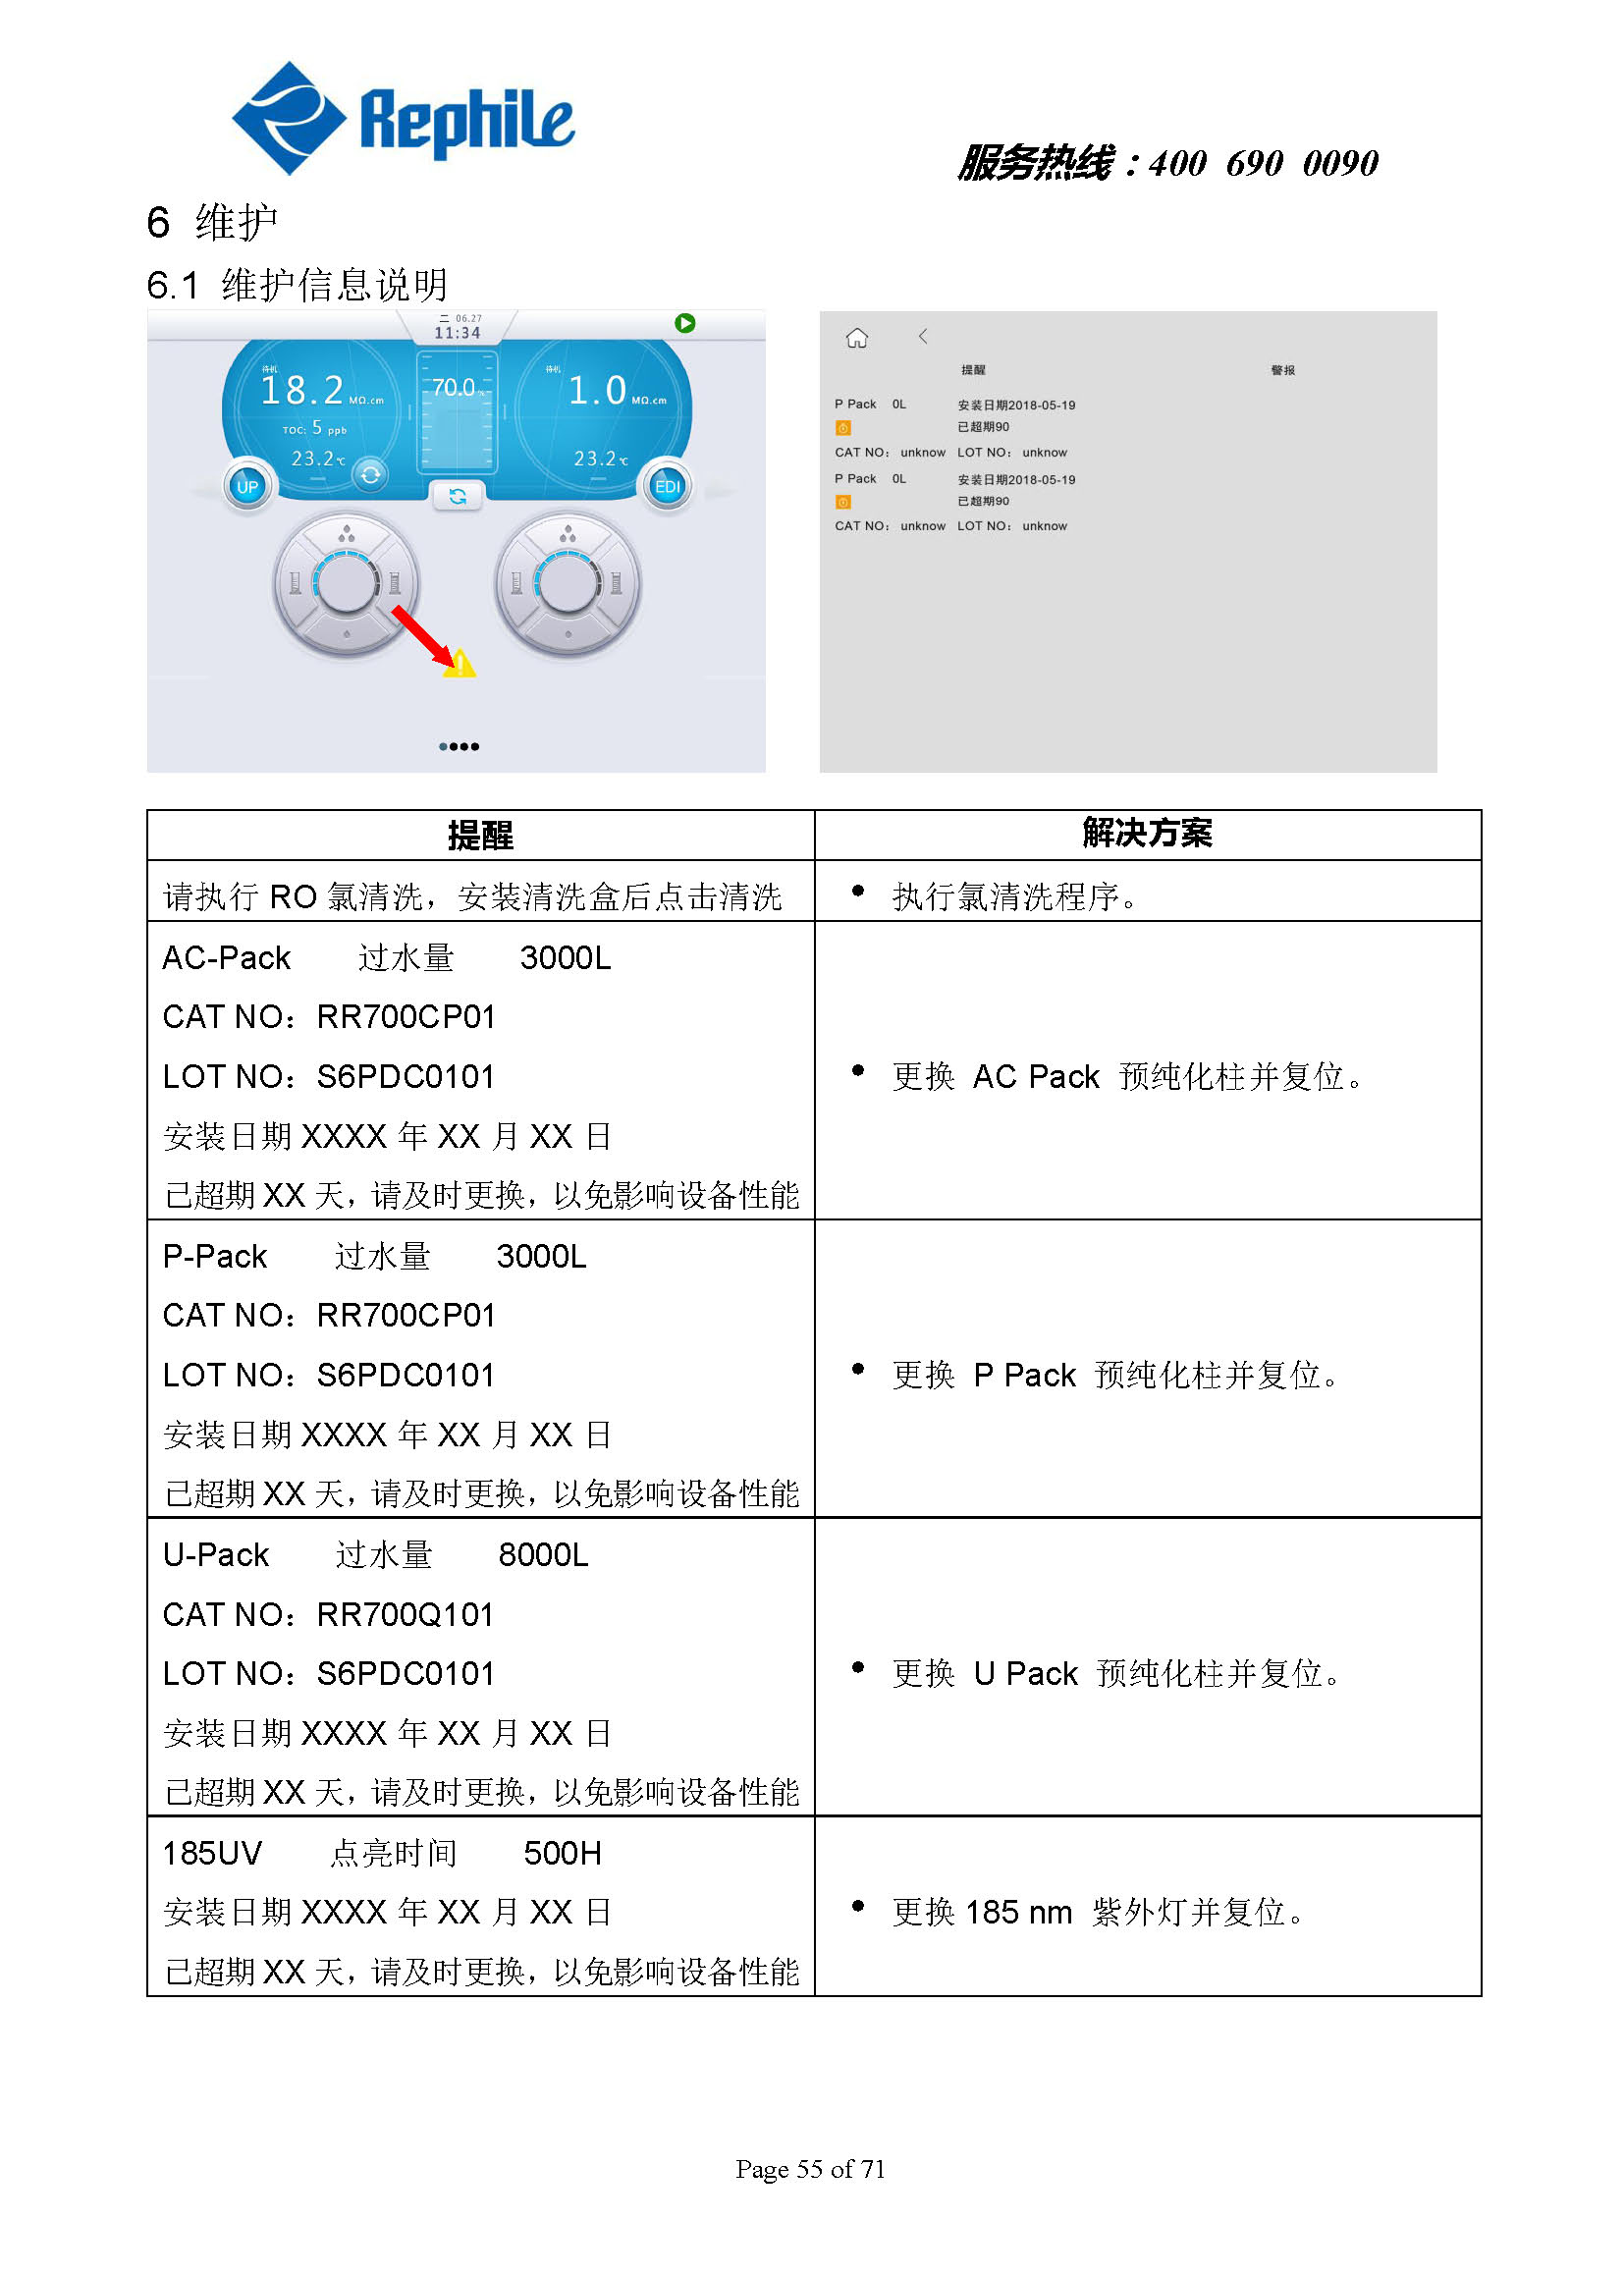 Rephile
服务热线：400 690 0090
6 维护
6.1 维护信息说明
二 06.27
11:34
待机
18.2 MΩ.cm
TOC: 5 ppb
23.2℃
70.0%
待机
1.0 MΩ.cm
23.2℃
UP
EDI
提醒 警报
P Pack 0L 安装日期2018-05-19
已超期90
CAT NO： unknow LOT NO： unknow
P Pack 0L 安装日期2018-05-19
已超期90
CAT NO： unknow LOT NO： unknow
提醒 解决方案
请执行 RO 氯清洗，安装清洗盒后点击清洗
• 执行氯清洗程序。
AC-Pack 过水量 3000L
CAT NO：RR700CP01
LOT NO：S6PDC0101
安装日期 XXXX 年 XX 月 XX 日
已超期 XX 天，请及时更换，以免影响设备性能
• 更换 AC Pack 预纯化柱并复位。
P-Pack 过水量 3000L
CAT NO：RR700CP01
LOT NO：S6PDC0101
安装日期 XXXX 年 XX 月 XX 日
已超期 XX 天，请及时更换，以免影响设备性能
• 更换 P Pack 预纯化柱并复位。
U-Pack 过水量 8000L
CAT NO：RR700Q101
LOT NO：S6PDC0101
安装日期 XXXX 年 XX 月 XX 日
已超期 XX 天，请及时更换，以免影响设备性能
• 更换 U Pack 预纯化柱并复位。
185UV 点亮时间 500H
安装日期 XXXX 年 XX 月 XX 日
已超期 XX 天，请及时更换，以免影响设备性能
• 更换 185 nm 紫外灯并复位。
Page 55 of 71